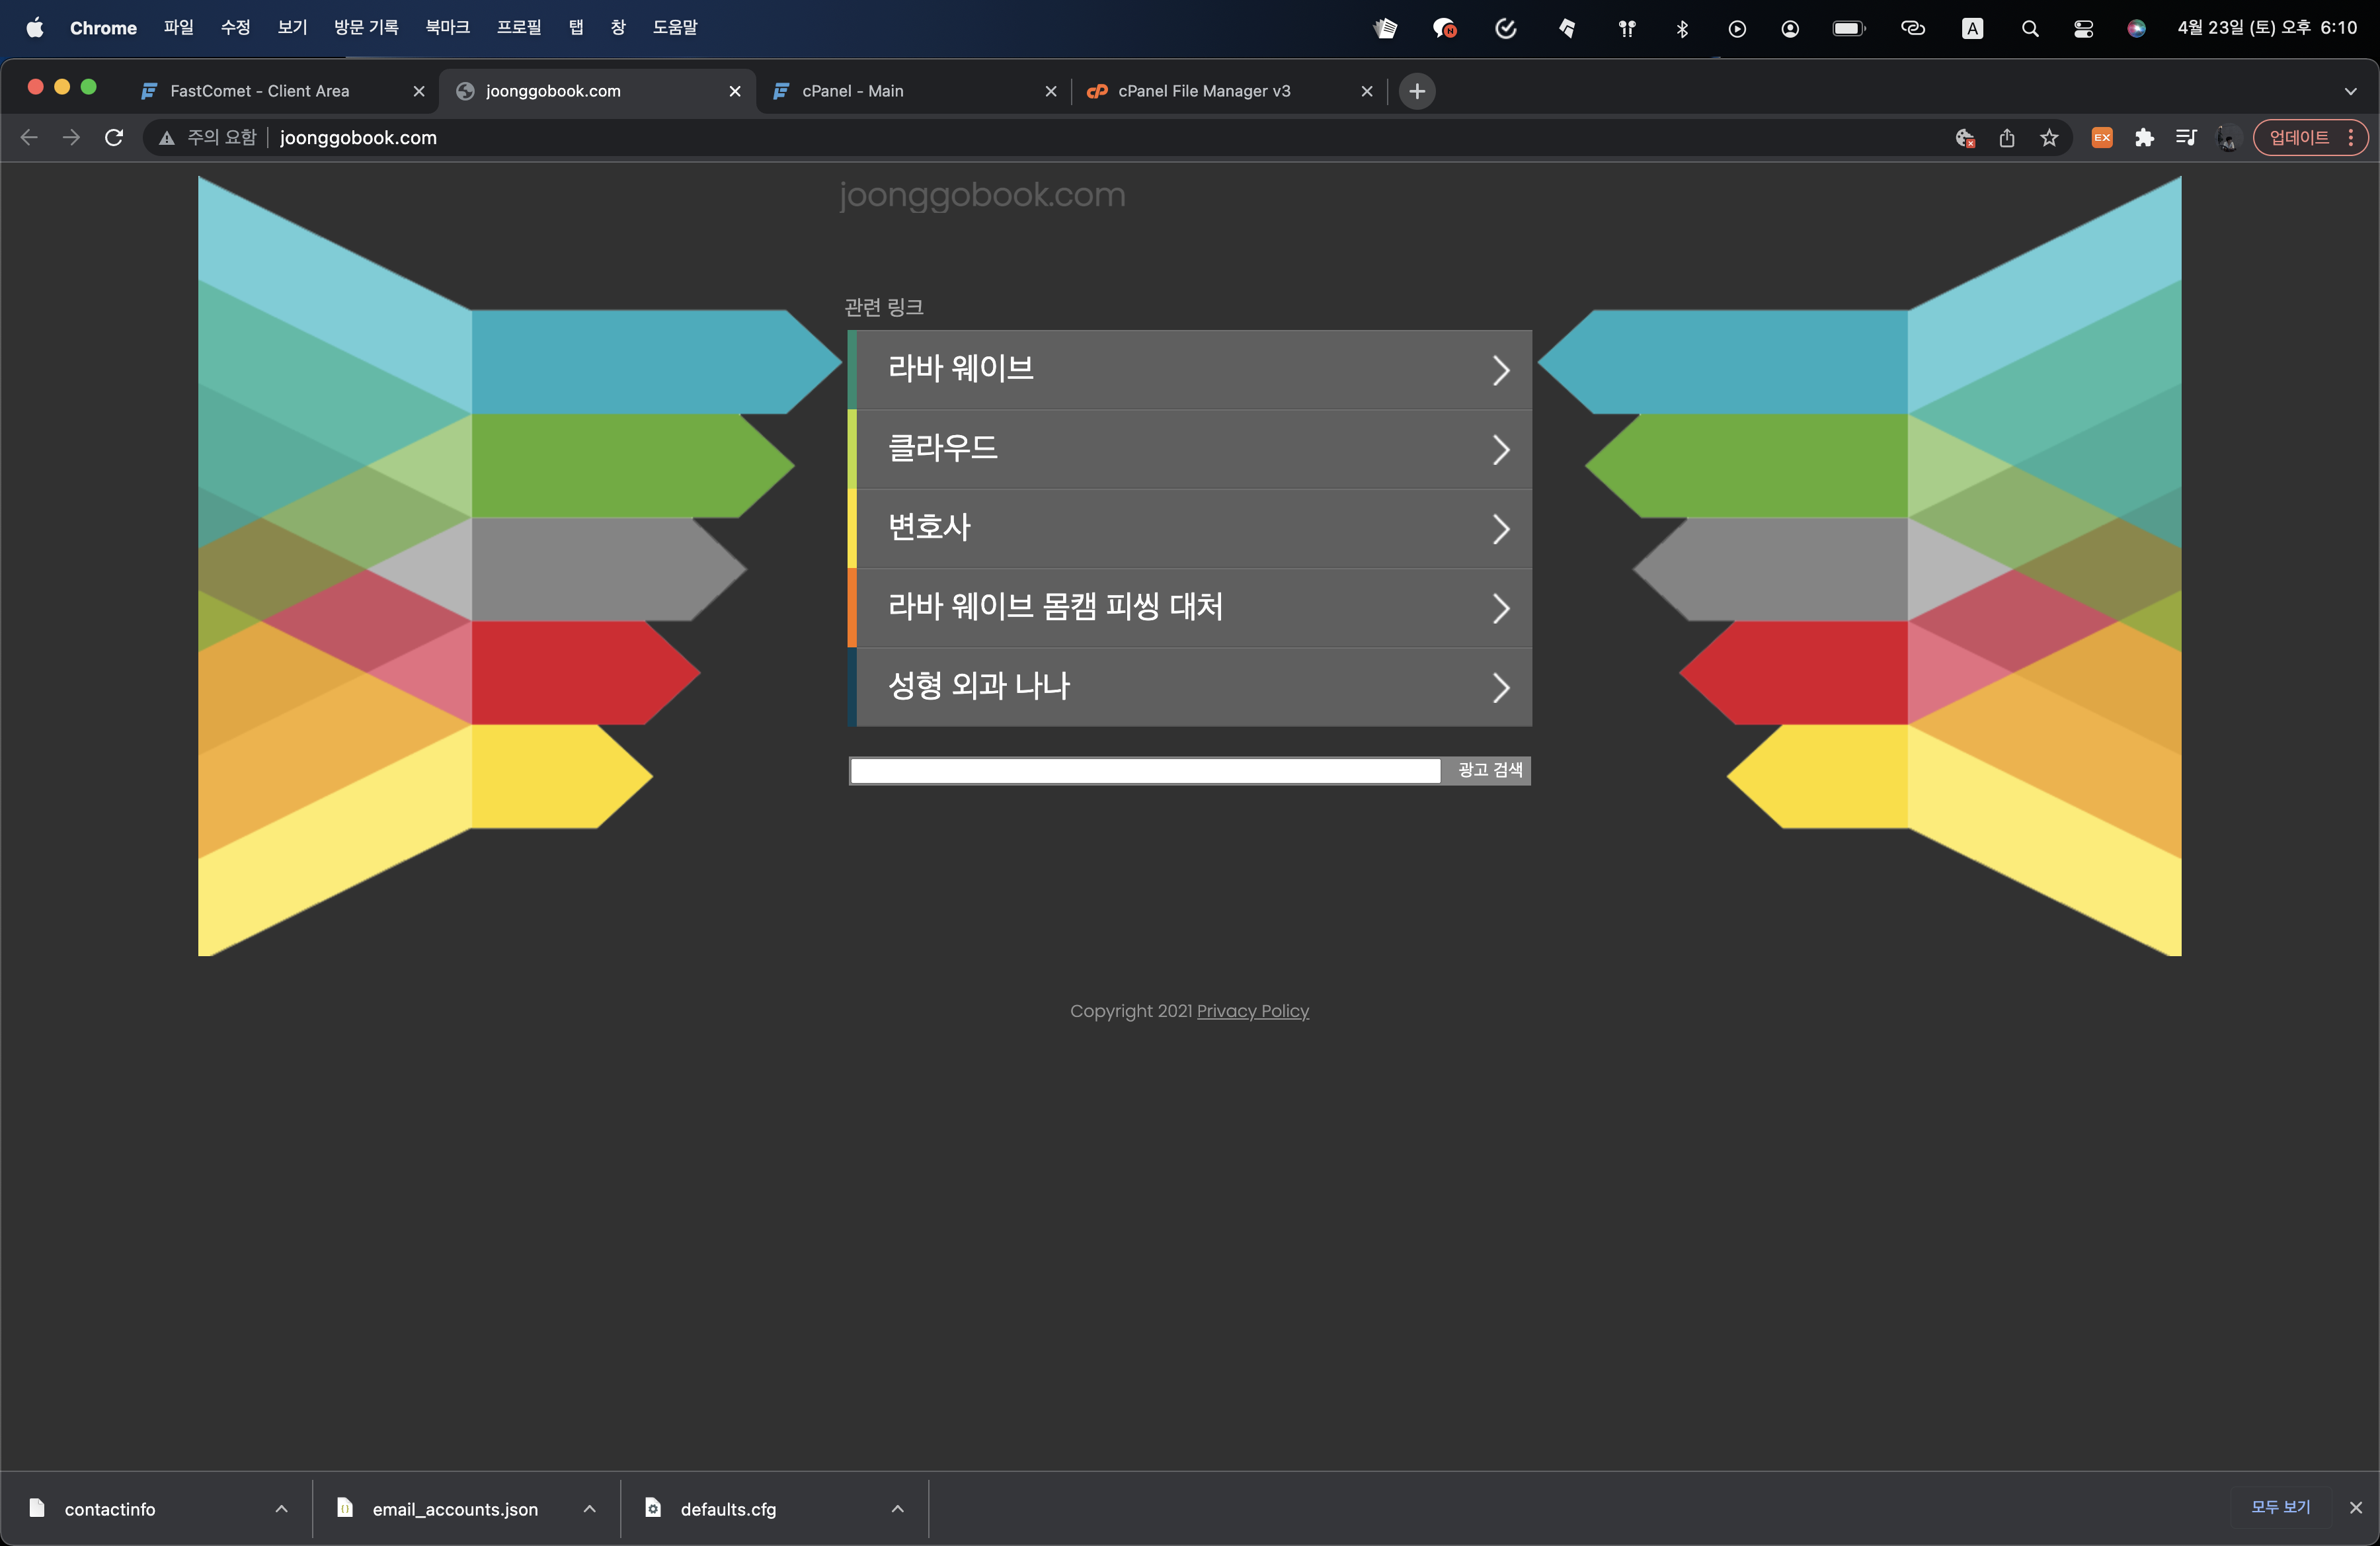 Chrome 파일 수정 보기 방문 기록 북마크 프로필 탭 창 도움말 N A 4월 23일 (토) 오후 6:10
FastComet - Client Area joonggobook.com cPanel - Main cPanel File Manager v3
주의 요함 joonggobook.com EX 업데이트
joonggobook.com
관련 링크
라바 웨이브
클라우드
변호사
라바 웨이브 몸캠 피씽 대처
성형 외과 나나
광고 검색
Copyright 2021 Privacy Policy
contactinfo email_accounts.json defaults.cfg 모두 보기